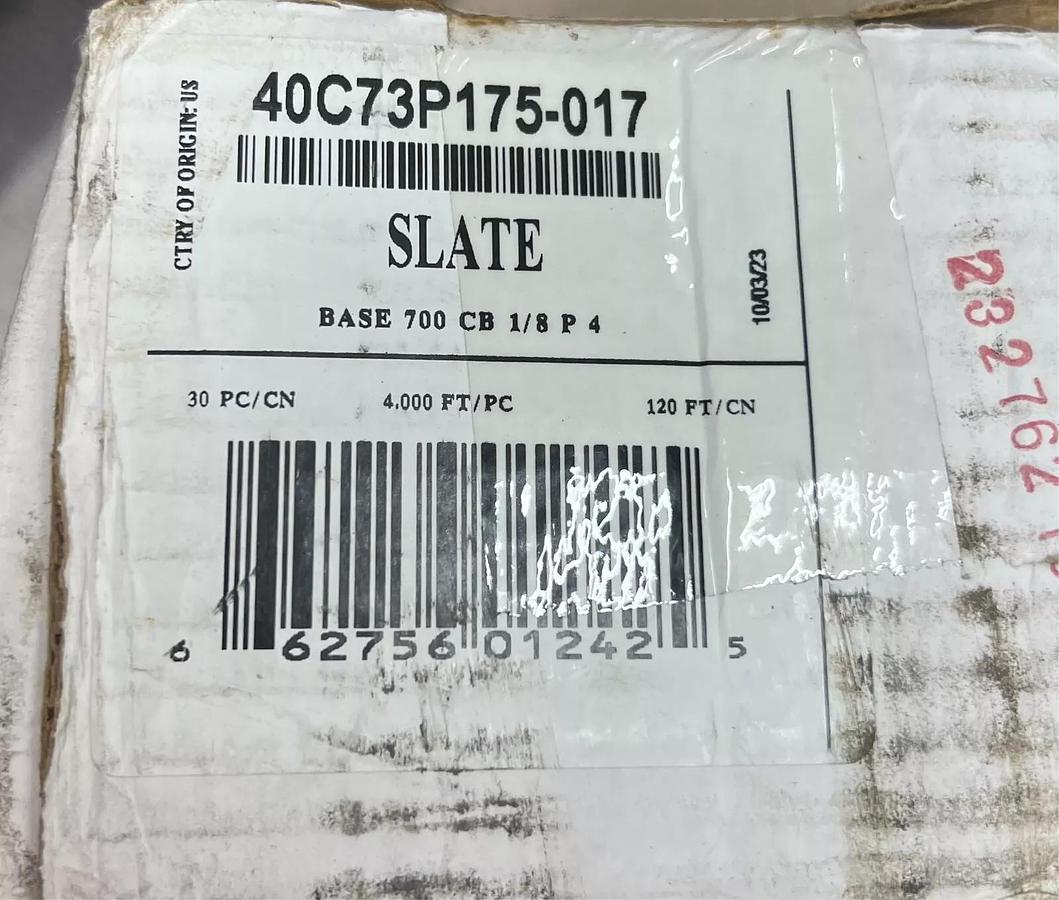 40C73P175-017
CTRY OF ORIGIN: US
SLATE
10/03/23
BASE 700 CB 1/8 P 4
30 PC/CN 4.000 FT/PC 120 FT/CN
6 62756 01242 5